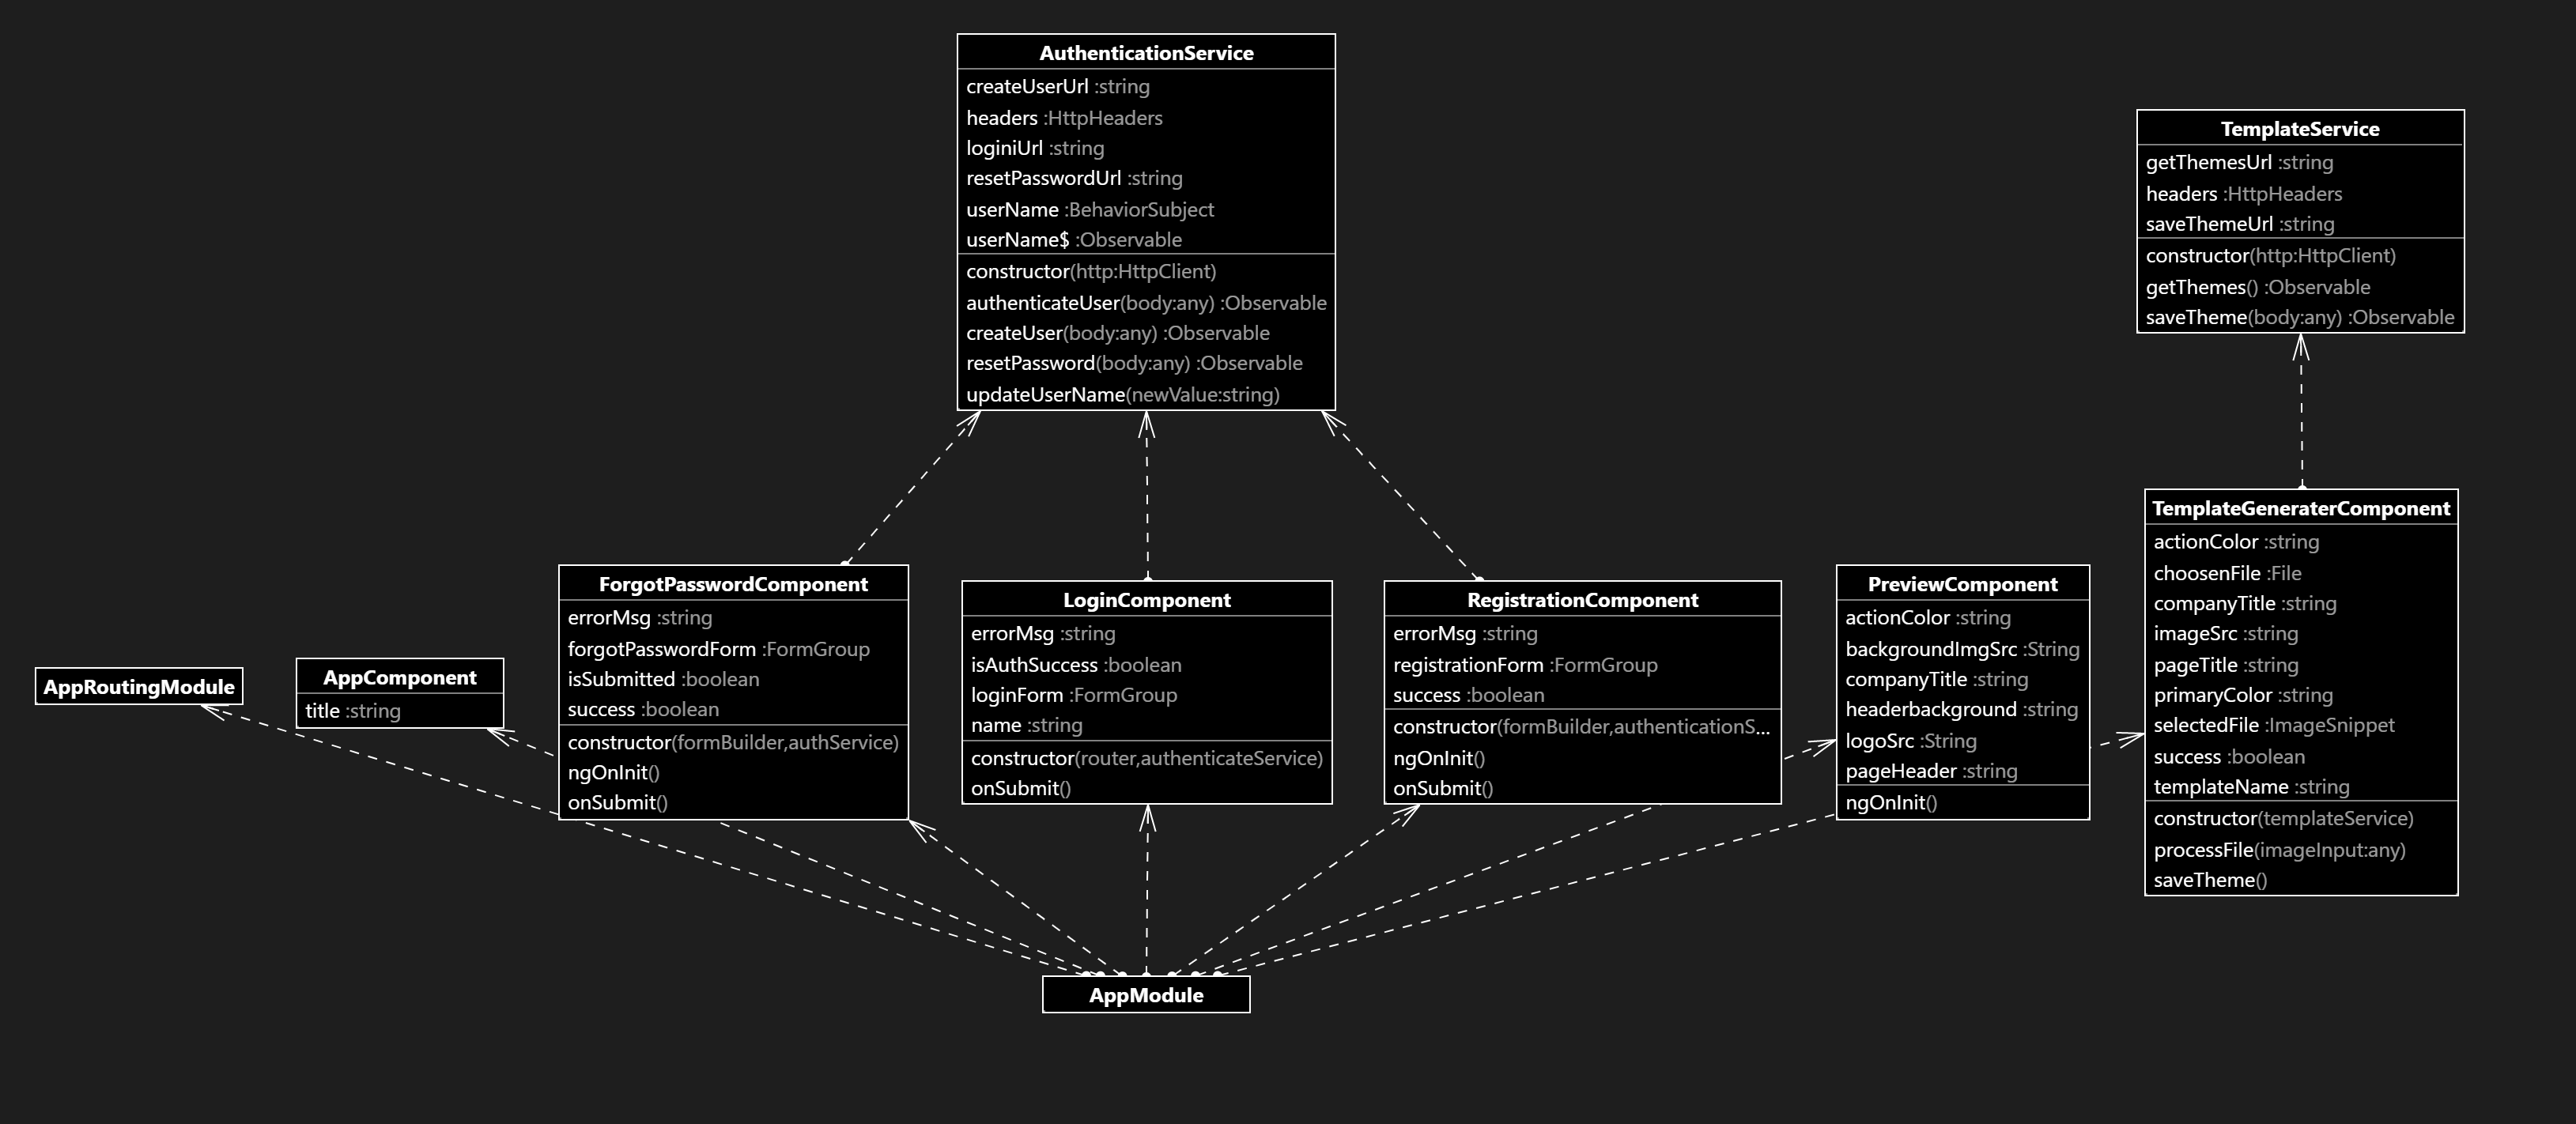 AuthenticationService
createUserUrl :string
headers :HttpHeaders
loginiUrl :string
resetPasswordUrl :string
userName :BehaviorSubject
userName$ :Observable
constructor(http:HttpClient)
authenticateUser(body:any) :Observable
createUser(body:any) :Observable
resetPassword(body:any) :Observable
updateUserName(newValue:string)
TemplateService
getThemesUrl :string
headers :HttpHeaders
saveThemeUrl :string
constructor(http:HttpClient)
getThemes() :Observable
saveTheme(body:any) :Observable
AppRoutingModule
AppComponent
title :string
ForgotPasswordComponent
errorMsg :string
forgotPasswordForm :FormGroup
isSubmitted :boolean
success :boolean
constructor(formBuilder,authService)
ngOnInit()
onSubmit()
LoginComponent
errorMsg :string
isAuthSuccess :boolean
loginForm :FormGroup
name :string
constructor(router,authenticateService)
onSubmit()
RegistrationComponent
errorMsg :string
registrationForm :FormGroup
success :boolean
constructor(formBuilder,authenticationS...
ngOnInit()
onSubmit()
PreviewComponent
actionColor :string
backgroundImgSrc :String
companyTitle :string
headerbackground :string
logoSrc :String
pageHeader :string
ngOnInit()
TemplateGeneraterComponent
actionColor :string
choosenFile :File
companyTitle :string
imageSrc :string
pageTitle :string
primaryColor :string
selectedFile :ImageSnippet
success :boolean
templateName :string
constructor(templateService)
processFile(imageInput:any)
saveTheme()
AppModule